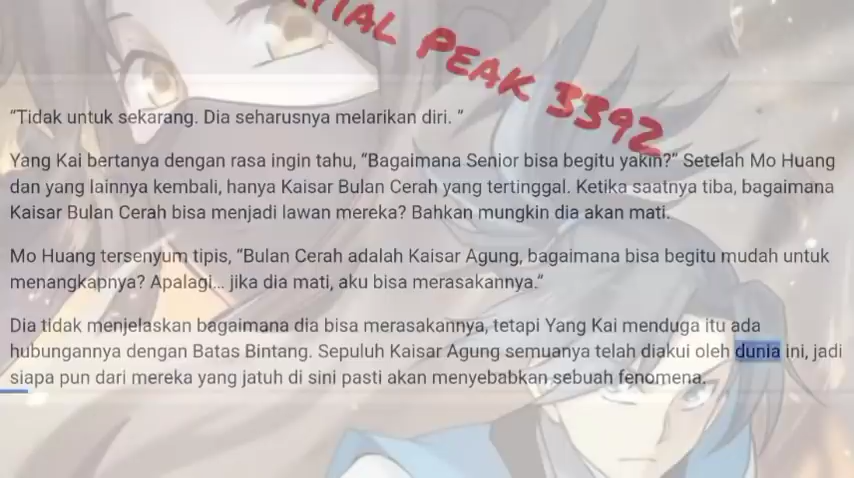 PEAK 3392
“Tidak untuk sekarang. Dia seharusnya melarikan diri. ”
Yang Kai bertanya dengan rasa ingin tahu, “Bagaimana Senior bisa begitu yakin?” Setelah Mo Huang
dan yang lainnya kembali, hanya Kaisar Bulan Cerah yang tertinggal. Ketika saatnya tiba, bagaimana
Kaisar Bulan Cerah bisa menjadi lawan mereka? Bahkan mungkin dia akan mati.
Mo Huang tersenyum tipis, “Bulan Cerah adalah Kaisar Agung, bagaimana bisa begitu mudah untuk
menangkapnya? Apalagi… jika dia mati, aku bisa merasakannya.”
Dia tidak menjelaskan bagaimana dia bisa merasakannya, tetapi Yang Kai menduga itu ada
hubungannya dengan Batas Bintang. Sepuluh Kaisar Agung semuanya telah diakui oleh dunia ini, jadi
siapa pun dari mereka yang jatuh di sini pasti akan menyebabkan sebuah fenomena.